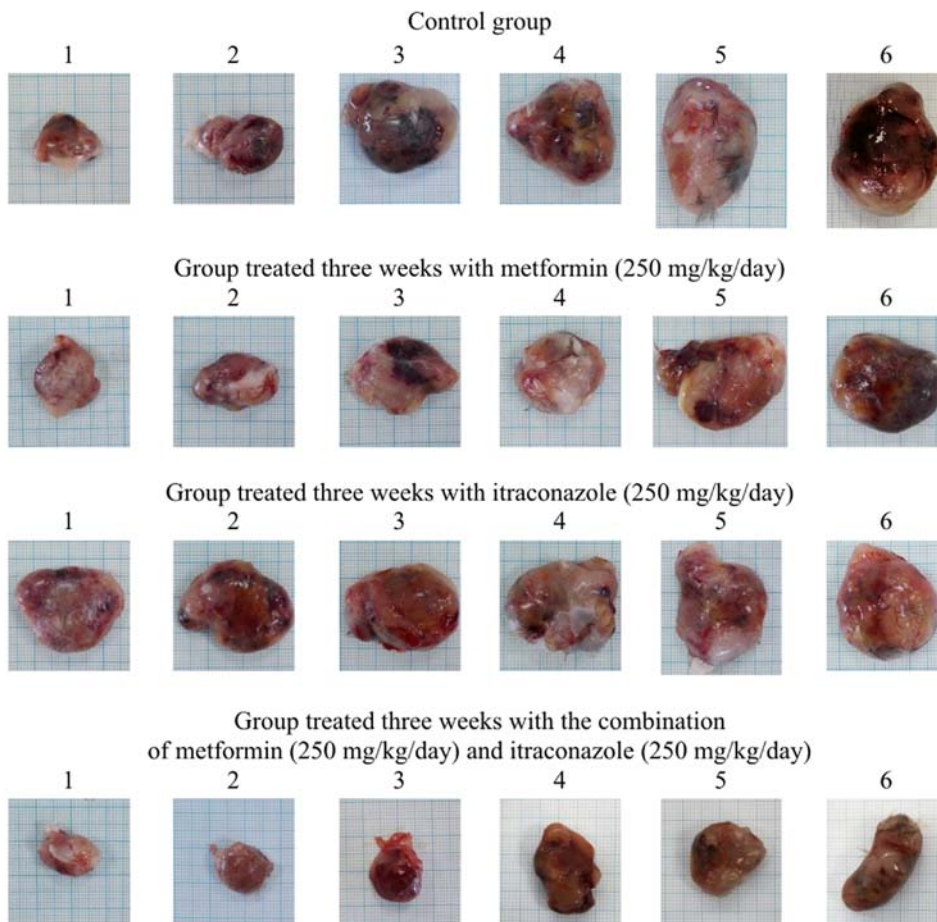 Control group
1 2 3 4 5 6
Group treated three weeks with metformin (250 mg/kg/day)
1 2 3 4 5 6
Group treated three weeks with itraconazole (250 mg/kg/day)
1 2 3 4 5 6
Group treated three weeks with the combination
of metformin (250 mg/kg/day) and itraconazole (250 mg/kg/day)
1 2 3 4 5 6